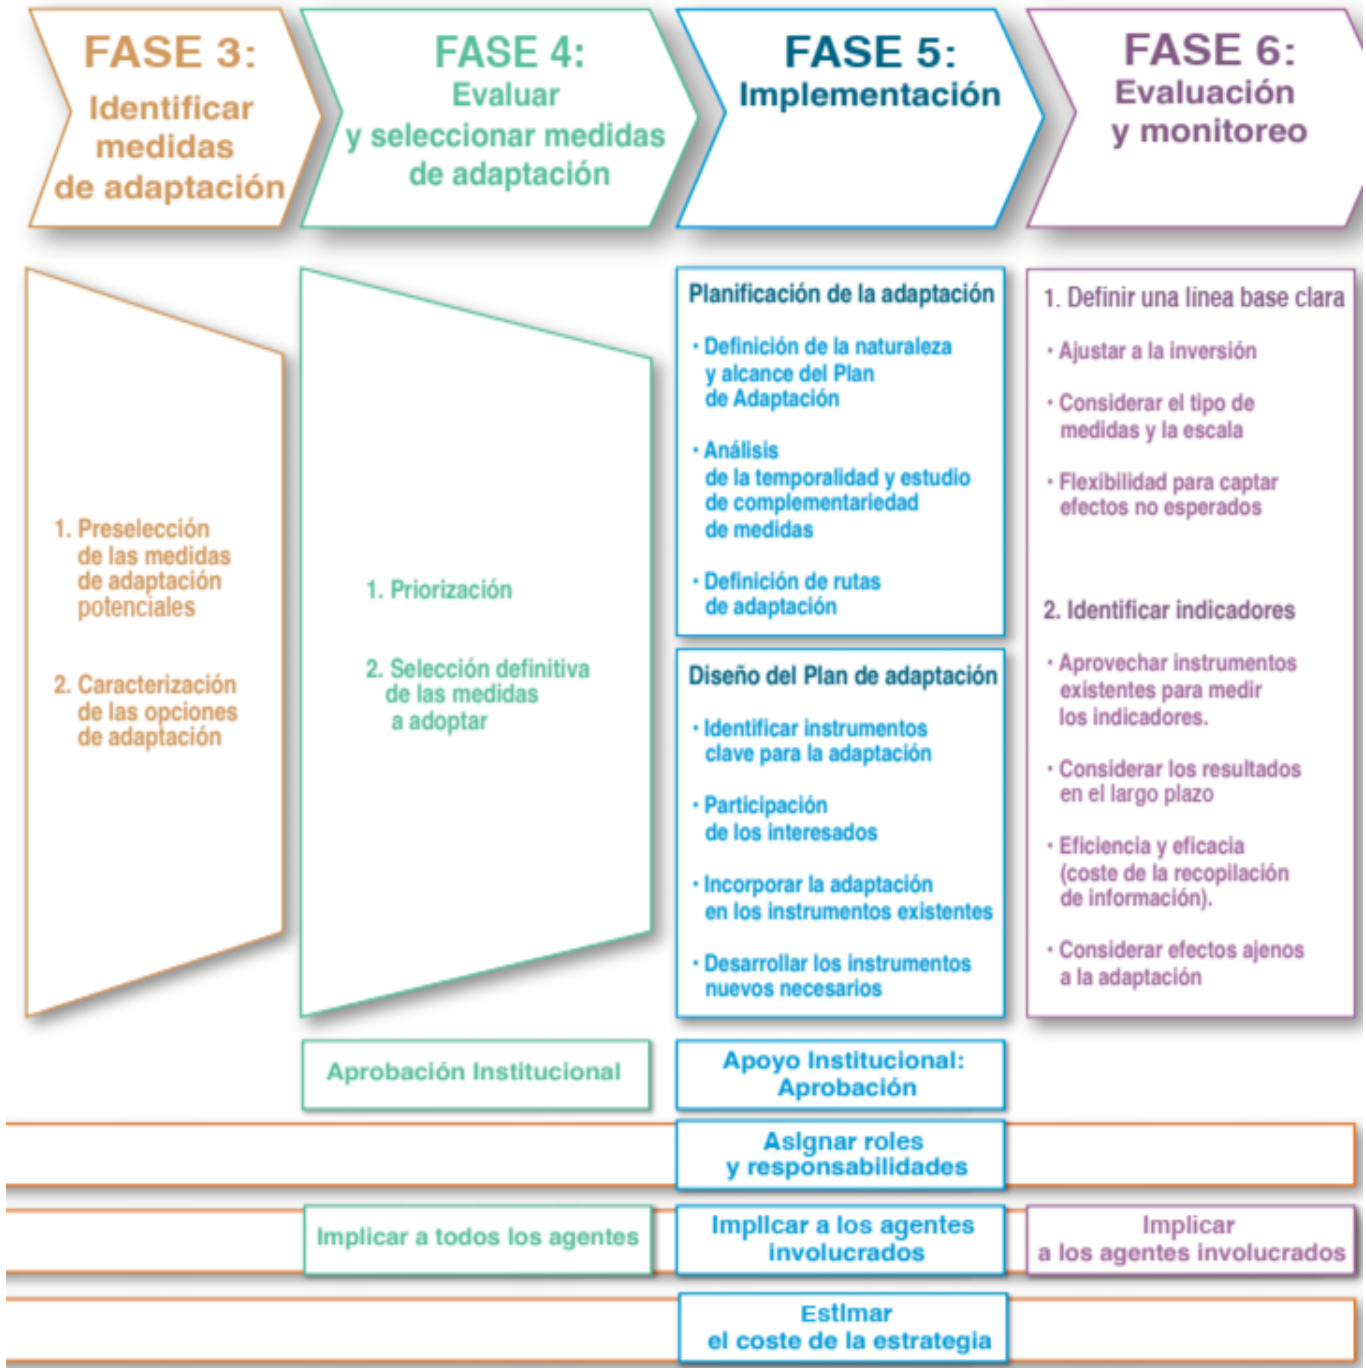 FASE 3:
Identificar
medidas
de adaptación
FASE 4:
Evaluar
y seleccionar medidas
de adaptación
FASE 5:
Implementación
FASE 6:
Evaluación
y monitoreo
1. Preselección
de las medidas
de adaptación
potenciales
2. Caracterización
de las opciones
de adaptación
1. Priorización
2. Selección definitiva
de las medidas
a adoptar
Planificación de la adaptación
· Definición de la naturaleza
y alcance del Plan
de Adaptación
· Análisis
de la temporalidad y estudio
de complementariedad
de medidas
· Definición de rutas
de adaptación
Diseño del Plan de adaptación
· Identificar instrumentos
clave para la adaptación
· Participación
de los interesados
· Incorporar la adaptación
en los instrumentos existentes
· Desarrollar los instrumentos
nuevos necesarios
1. Definir una línea base clara
· Ajustar a la inversión
· Considerar el tipo de
medidas y la escala
· Flexibilidad para captar
efectos no esperados
2. Identificar indicadores
· Aprovechar instrumentos
existentes para medir
los indicadores.
· Considerar los resultados
en el largo plazo
· Eficiencia y eficacia
(coste de la recopilación
de información).
· Considerar efectos ajenos
a la adaptación
Aprobación Institucional
Apoyo Institucional:
Aprobación
Asignar roles
y responsabilidades
Implicar a todos los agentes
Implicar a los agentes
involucrados
Implicar
a los agentes involucrados
Estimar
el coste de la estrategia